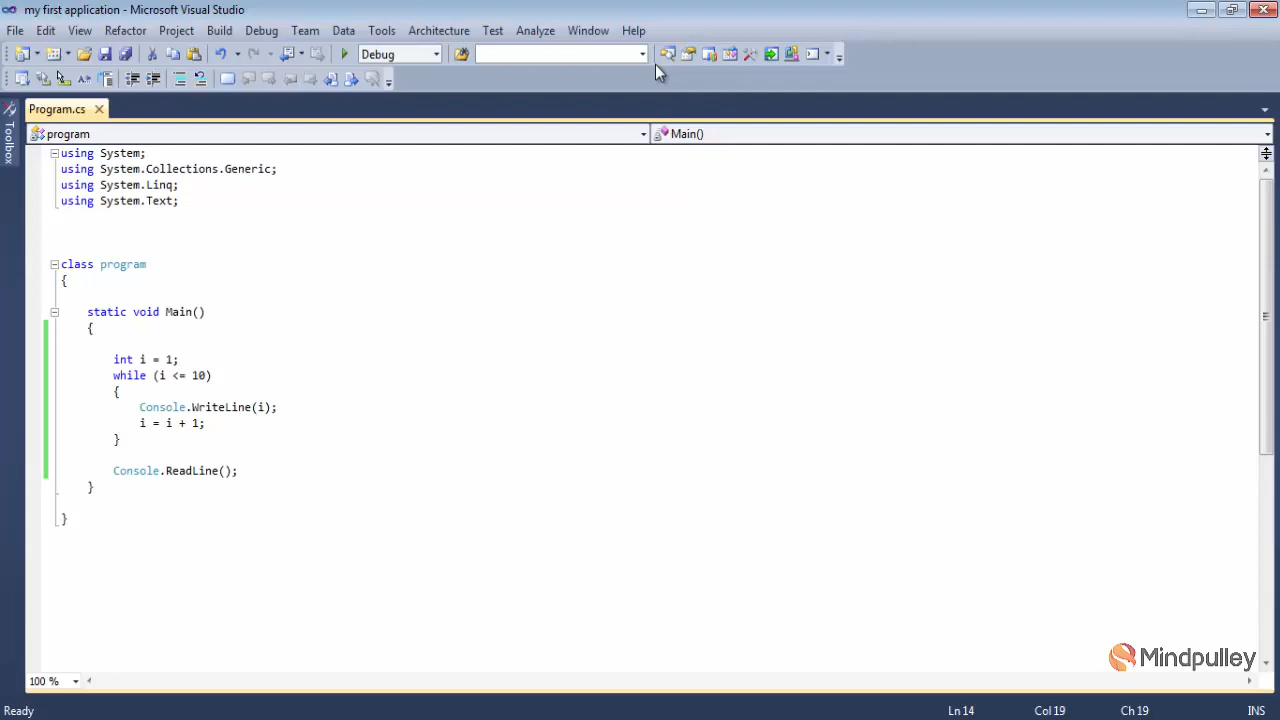 my first application - Microsoft Visual Studio
File Edit View Refactor Project Build Debug Team Data Tools Architecture Test Analyze Window Help
Debug
Program.cs
Toolbox
program Main()
using System;
using System.Collections.Generic;
using System.Linq;
using System.Text;
class program
{
static void Main()
{
int i = 1;
while (i <= 10)
{
Console.WriteLine(i);
i = i + 1;
}
Console.ReadLine();
}
}
Mindpulley
100 %
Ready Ln 14 Col 19 Ch 19 INS